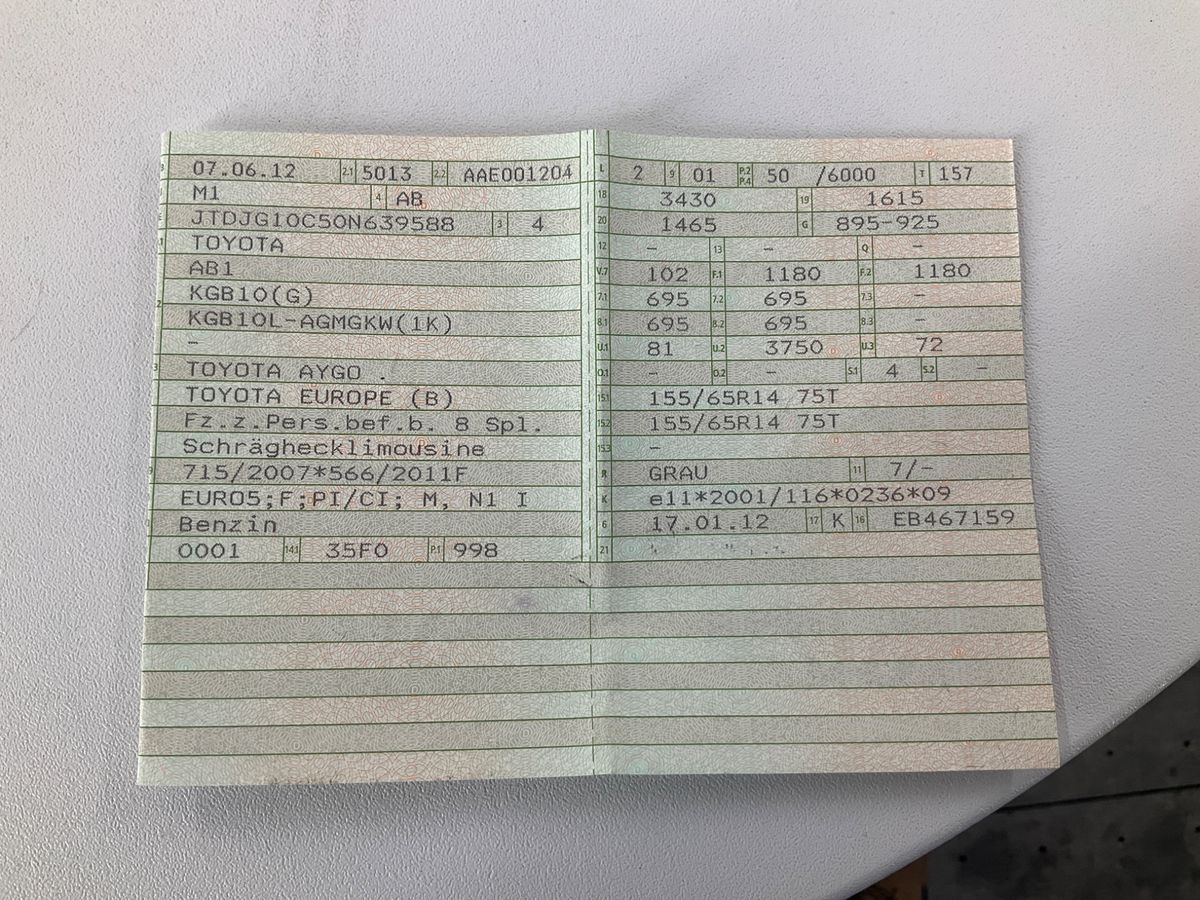 07.06.12 2.1 5013 2.2 AAE001204
M1 4 AB
JTDJG10C50N639588 3 4
TOYOTA
AB1
KGB10(G)
KGB10L-AGMGKW(1K)
-
TOYOTA AYGO .
TOYOTA EUROPE (B)
Fz.z.Pers.bef.b. 8 Spl.
Schräghecklimousine
715/2007*566/2011F
EURO5;F;PI/CI; M, N1 I
Benzin
0001 14.1 35F0 P.1 998
L 2 9 01 P.2 P.4 50 /6000 T 157
18 3430 19 1615
20 1465 G 895-925
12 - 13 - Q -
V.7 102 F.1 1180 F.2 1180
7.1 695 7.2 695 7.3 -
8.1 695 8.2 695 8.3 -
U.1 81 U.2 3750 U.3 72
O.1 - O.2 - S.1 4 S.2 -
15.1 155/65R14 75T
15.2 155/65R14 75T
15.3 -
R GRAU 11 7/-
K e11*2001/116*0236*09
6 17.01.12 17 K 16 EB467159
21